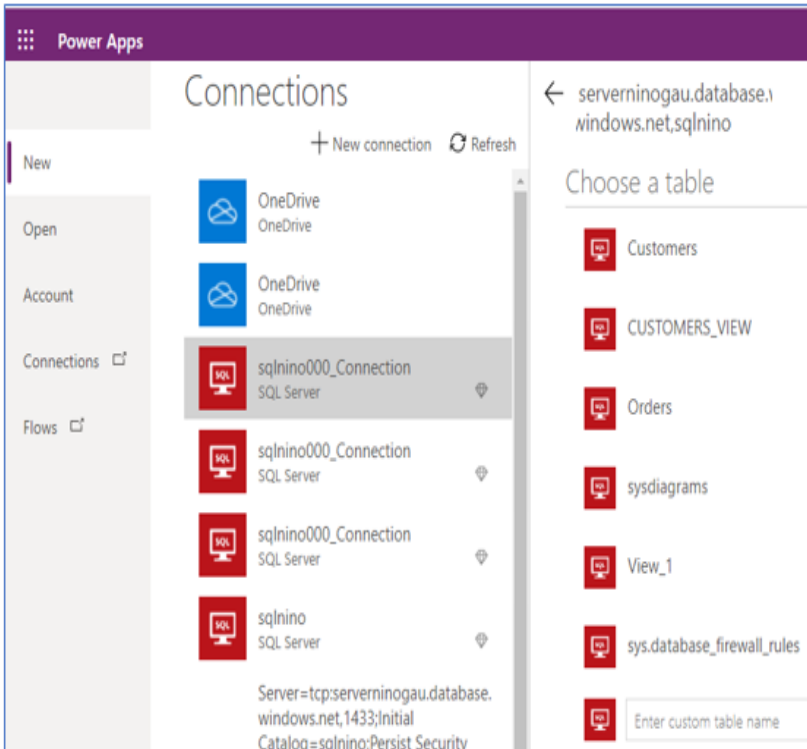 Power Apps
New
Open
Account
Connections
Flows
Connections
New connection
Refresh
OneDrive
OneDrive
OneDrive
OneDrive
sqlnino000_Connection
SQL Server
sqlnino000_Connection
SQL Server
sqlnino000_Connection
SQL Server
sqlnino
SQL Server
Server=tcp:serverninogau.database.
windows.net,1433;Initial
Catalog=sqlnino;Persist Security
serverninogau.database.
windows.net,sqlnino
Choose a table
Customers
CUSTOMERS_VIEW
Orders
sysdiagrams
View_1
sys.database_firewall_rules
Enter custom table name